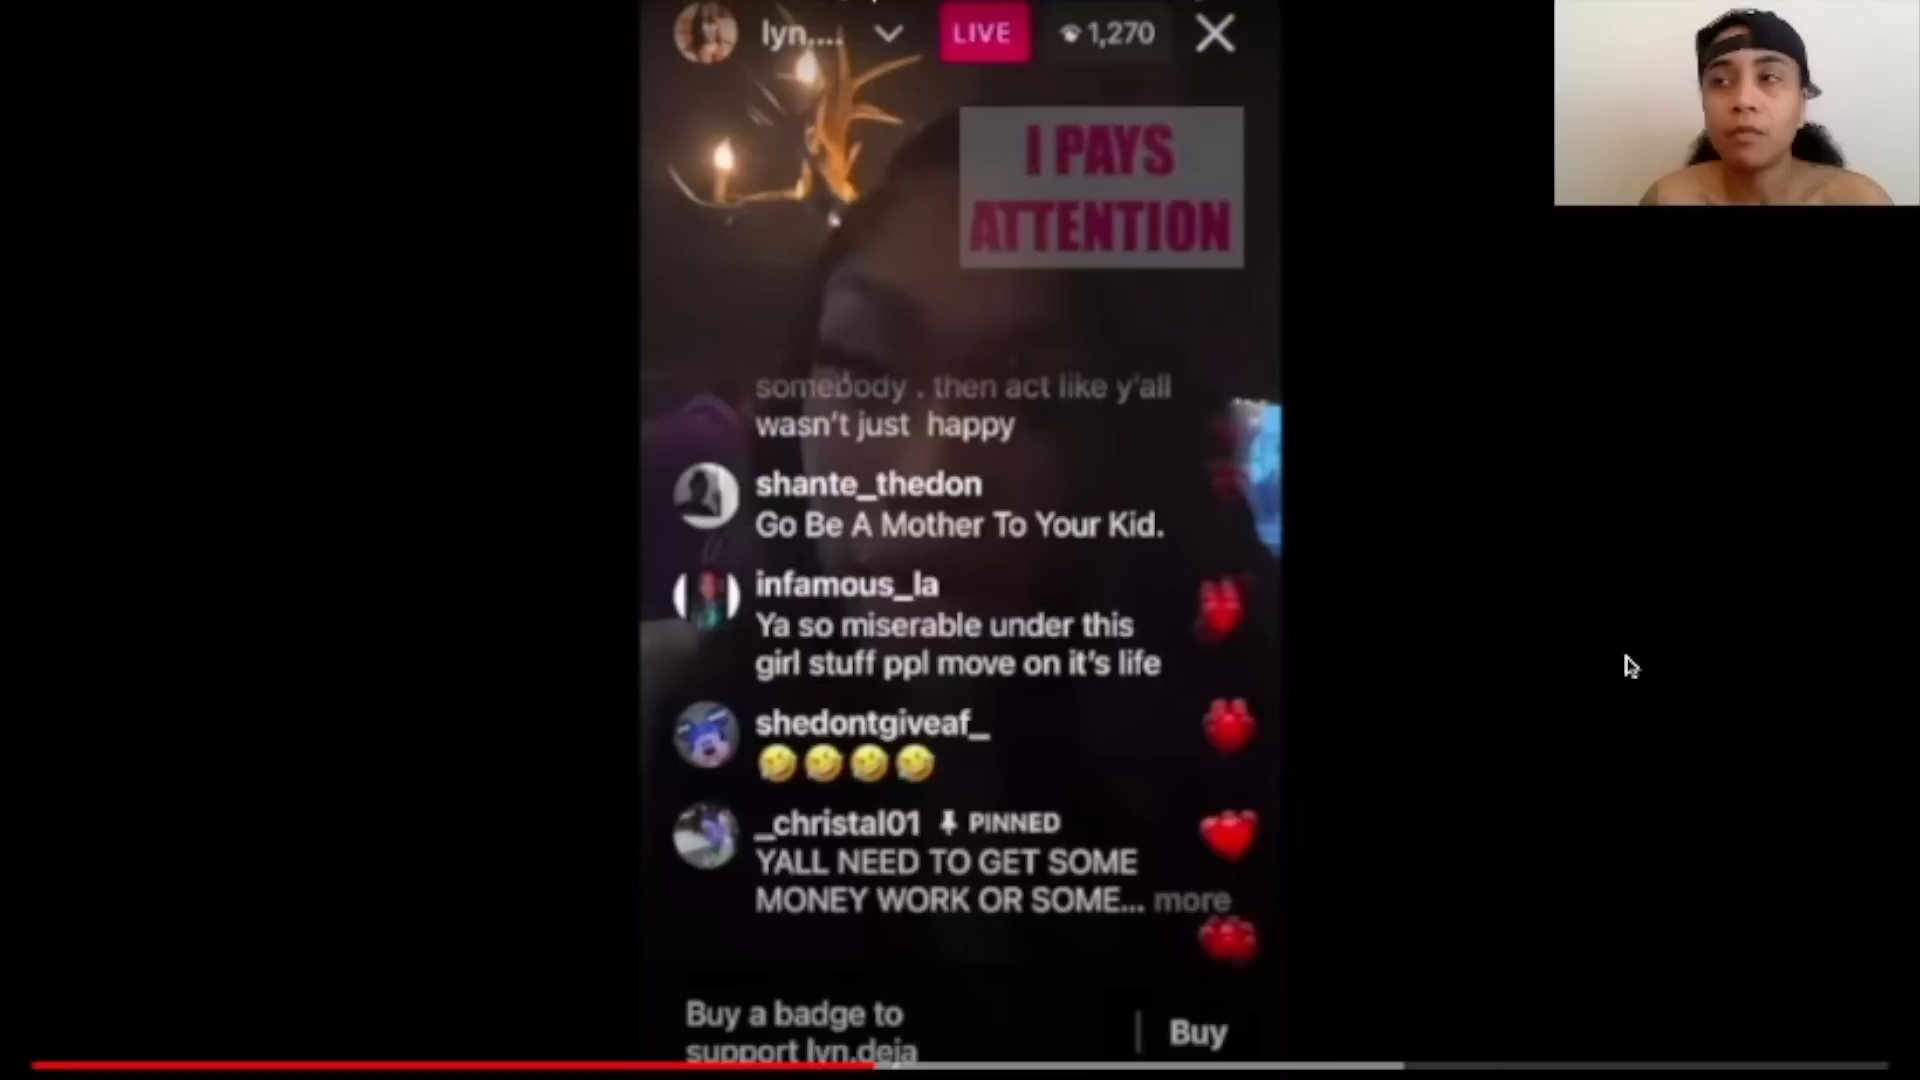 lyn....
LIVE
1,270
I PAYS
ATTENTION
somebody . then act like y'all
wasn't just happy
shante_thedon
Go Be A Mother To Your Kid.
infamous_la
Ya so miserable under this
girl stuff ppl move on it's life
shedontgiveaf_
🤣🤣🤣🤣
_christal01 PINNED
YALL NEED TO GET SOME
MONEY WORK OR SOME... more
Buy a badge to
support lyn.deja
Buy